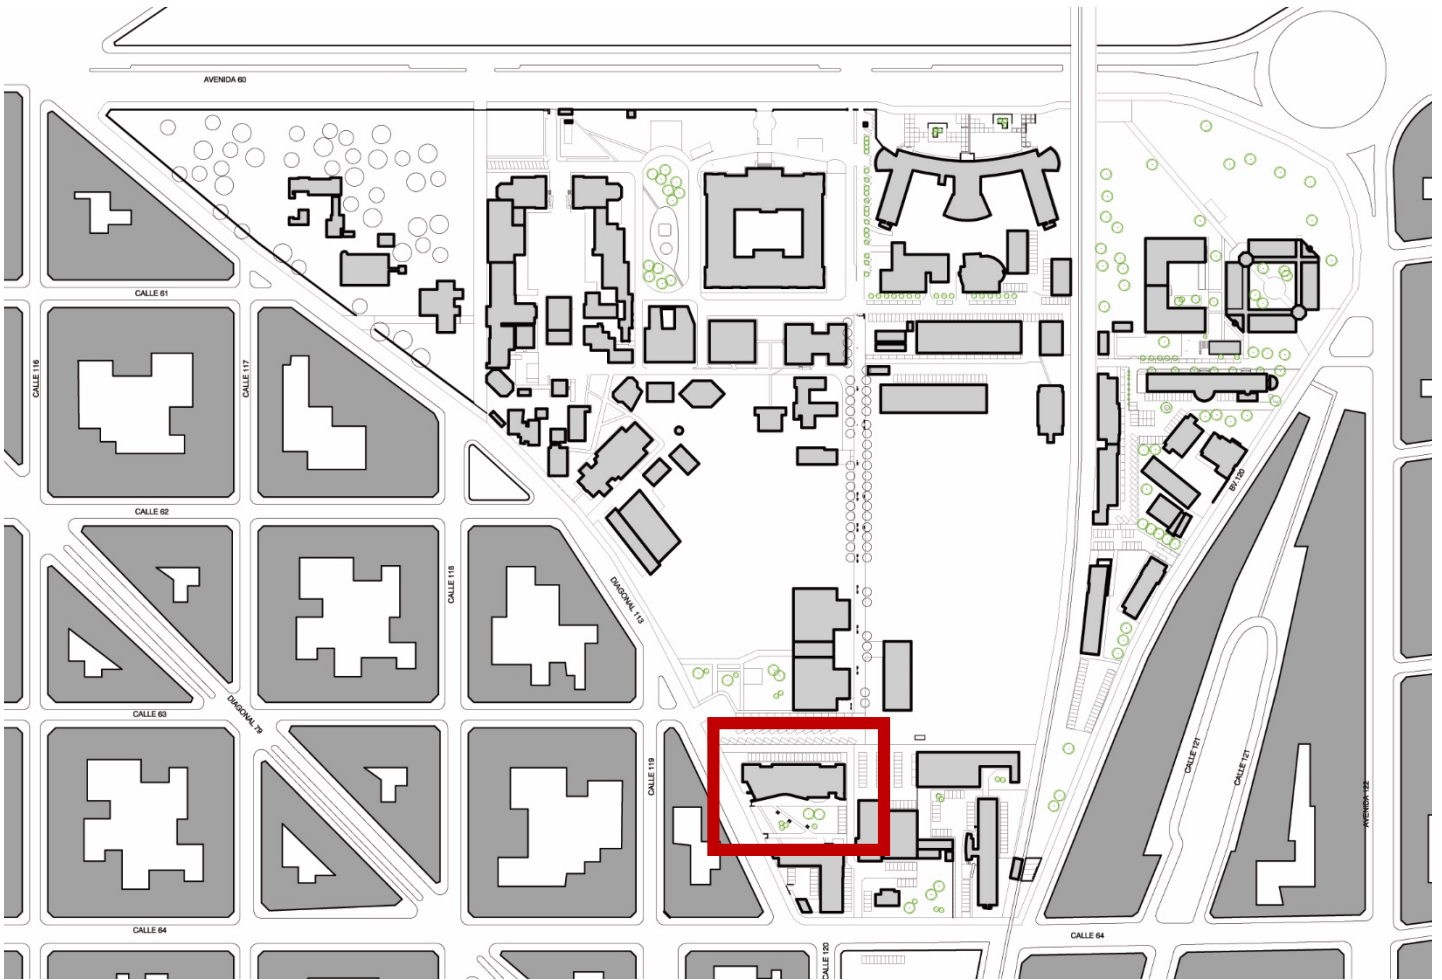 AVENIDA 60
CALLE 61
CALLE 116
CALLE 117
CALLE 62
BV.120
CALLE 118
DIAGONAL 113
CALLE 63
DIAGONAL 79
CALLE 119
CALLE 121
CALLE 121
AVENIDA 122
CALLE 64
CALLE 64
CALLE 120